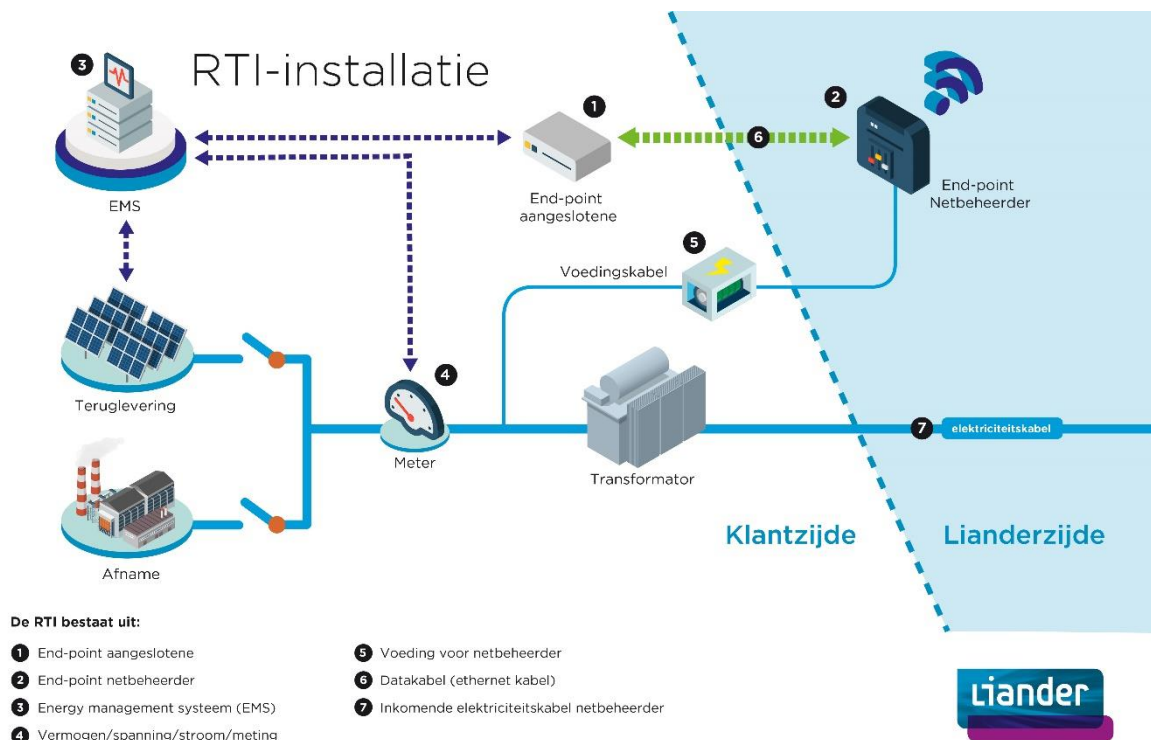 RTI-installatie
3
1
2
6
EMS
End-point
aangeslotene
End-point
Netbeheerder
5
Voedingskabel
4
Teruglevering
Meter
Transformator
7
elektriciteitskabel
Afname
Klantzijde
Lianderzijde
De RTI bestaat uit:
1 End-point aangeslotene
2 End-point netbeheerder
3 Energy management systeem (EMS)
4 Vermogen/spanning/stroom/meting
5 Voeding voor netbeheerder
6 Datakabel (ethernet kabel)
7 Inkomende elektriciteitskabel netbeheerder
Liander